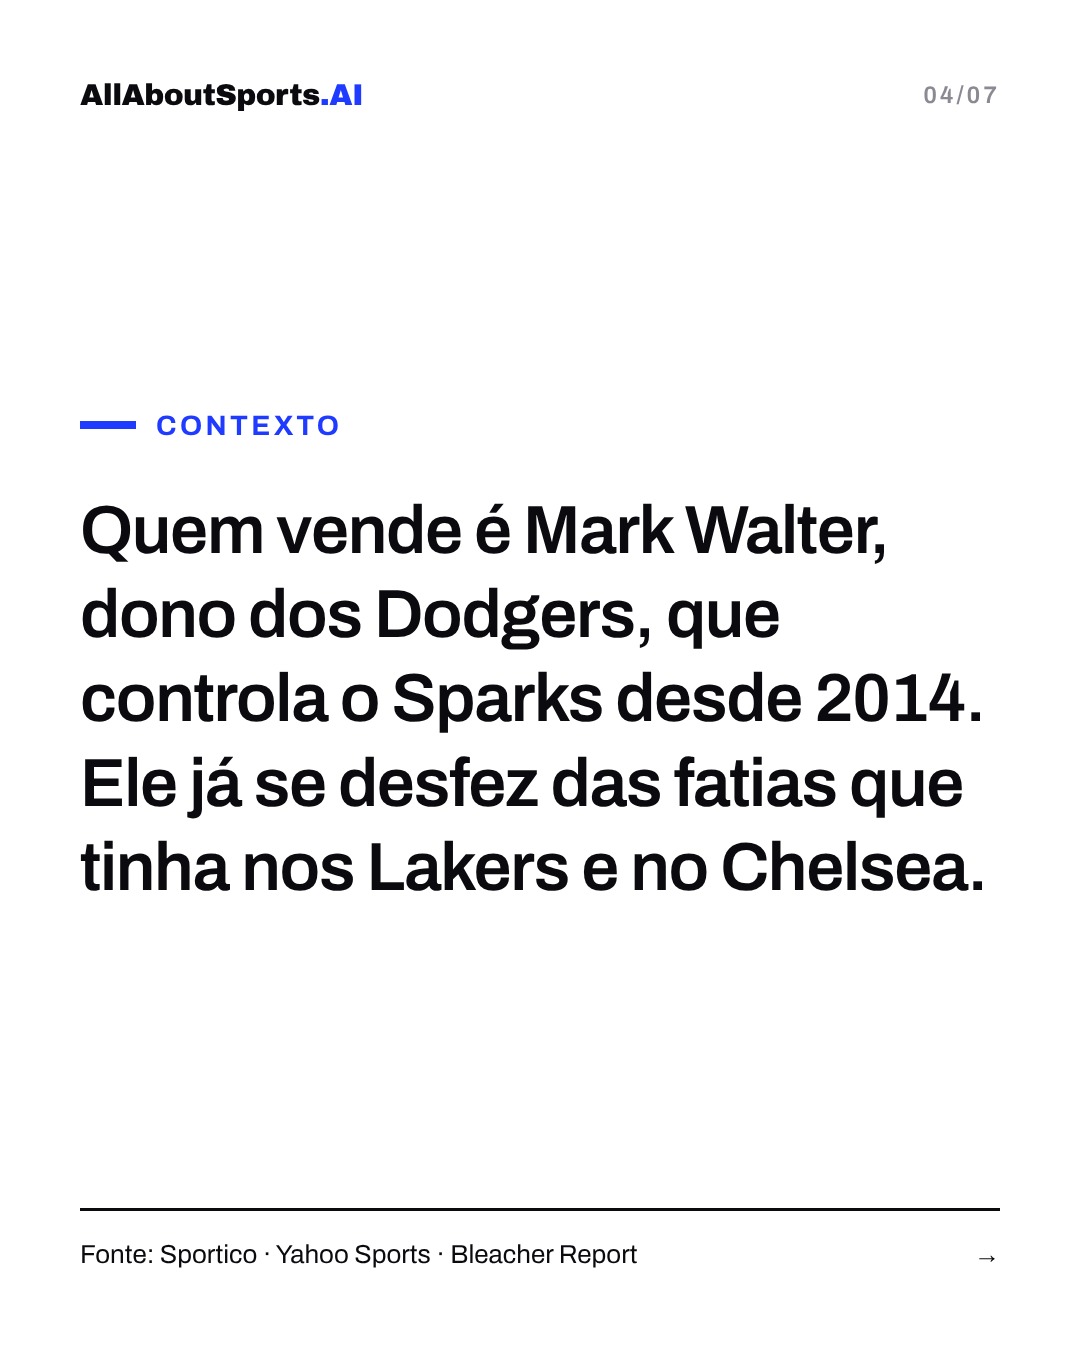 AllAboutSports.AI
04/07
CONTEXTO
Quem vende é Mark Walter,
dono dos Dodgers, que
controla o Sparks desde 2014.
Ele já se desfez das fatias que
tinha nos Lakers e no Chelsea.
Fonte: Sportico · Yahoo Sports · Bleacher Report
→